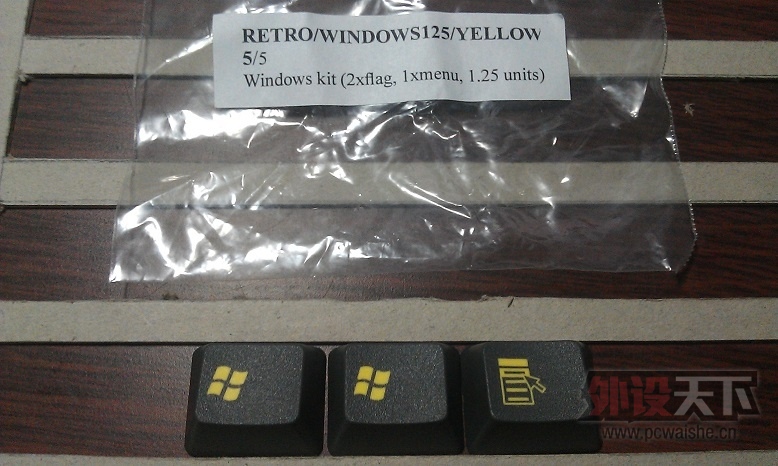 RETRO/WINDOWS125/YELLOW
5/5
Windows kit (2xflag, 1xmenu, 1.25 units)
外设天下
www.pcwaishe.cn